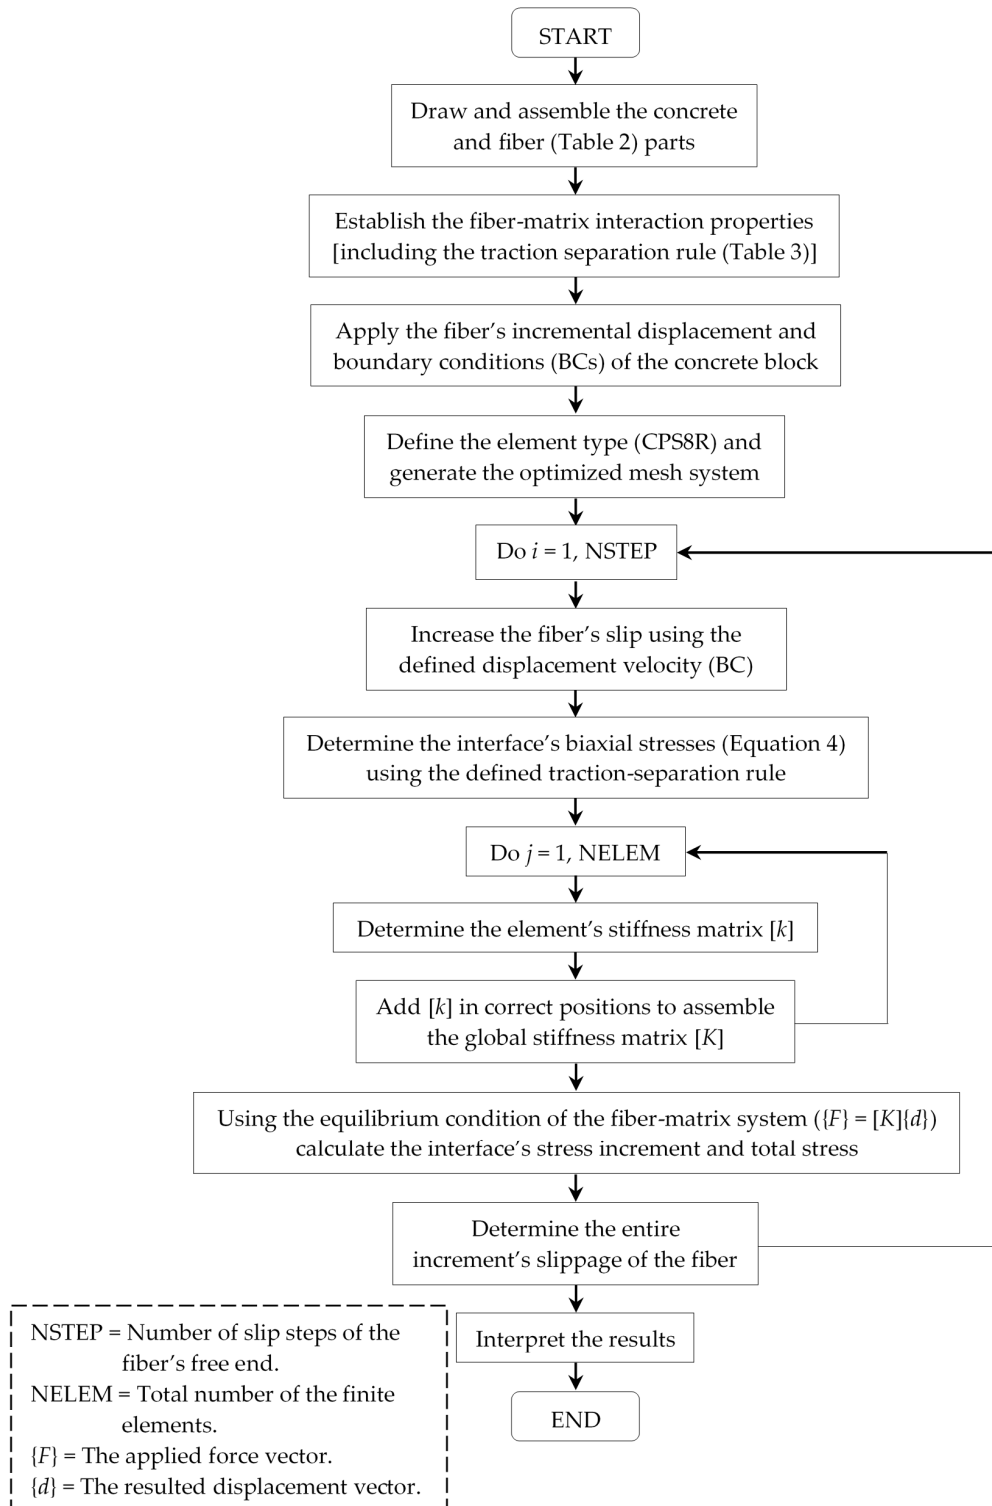 START
Draw and assemble the concrete
and fiber (Table 2) parts
Establish the fiber-matrix interaction properties
[including the traction separation rule (Table 3)]
Apply the fiber’s incremental displacement and
boundary conditions (BCs) of the concrete block
Define the element type (CPS8R) and
generate the optimized mesh system
Do i = 1, NSTEP
Increase the fiber’s slip using the
defined displacement velocity (BC)
Determine the interface’s biaxial stresses (Equation 4)
using the defined traction-separation rule
Do j = 1, NELEM
Determine the element’s stiffness matrix [k]
Add [k] in correct positions to assemble
the global stiffness matrix [K]
Using the equilibrium condition of the fiber-matrix system ({F} = [K]{d})
calculate the interface’s stress increment and total stress
Determine the entire
increment’s slippage of the fiber
Interpret the results
END
NSTEP = Number of slip steps of the
fiber’s free end.
NELEM = Total number of the finite
elements.
{F} = The applied force vector.
{d} = The resulted displacement vector.